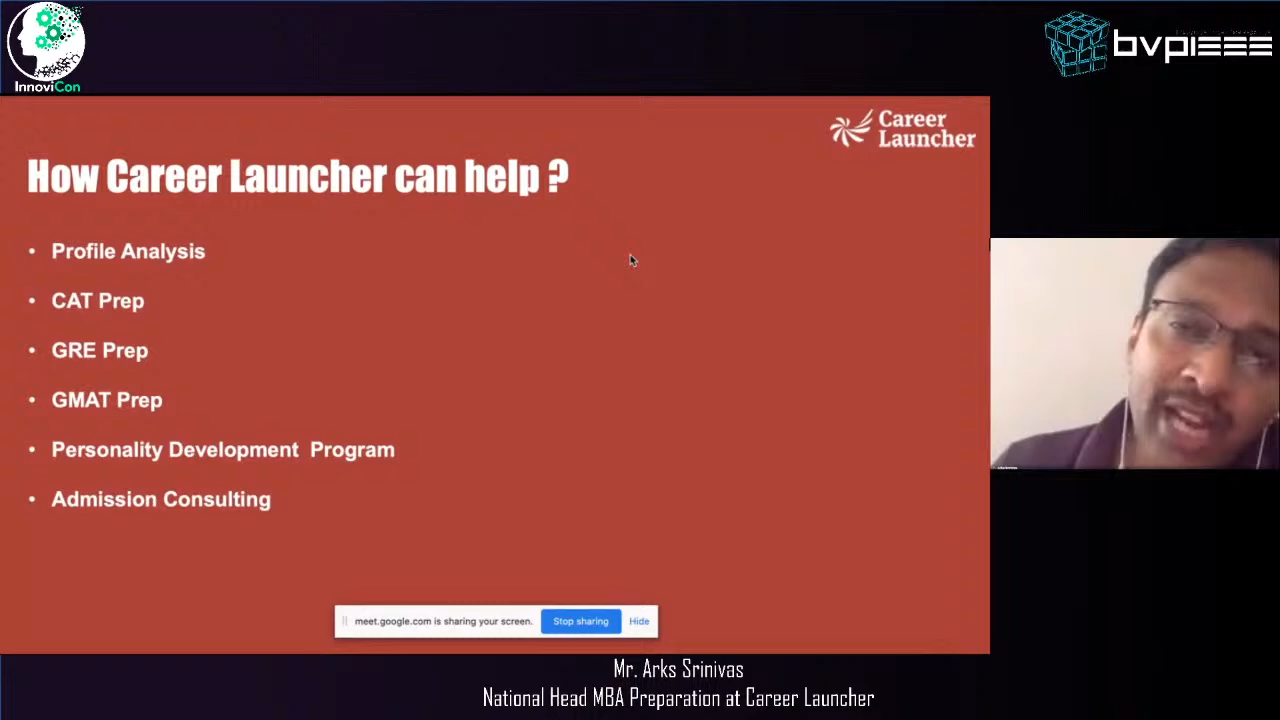 InnoviCon
bvpieee
Career
Launcher
How Career Launcher can help ?
• Profile Analysis
• CAT Prep
• GRE Prep
• GMAT Prep
• Personality Development Program
• Admission Consulting
meet.google.com is sharing your screen.
Stop sharing
Hide
Mr. Arks Srinivas
National Head MBA Preparation at Career Launcher